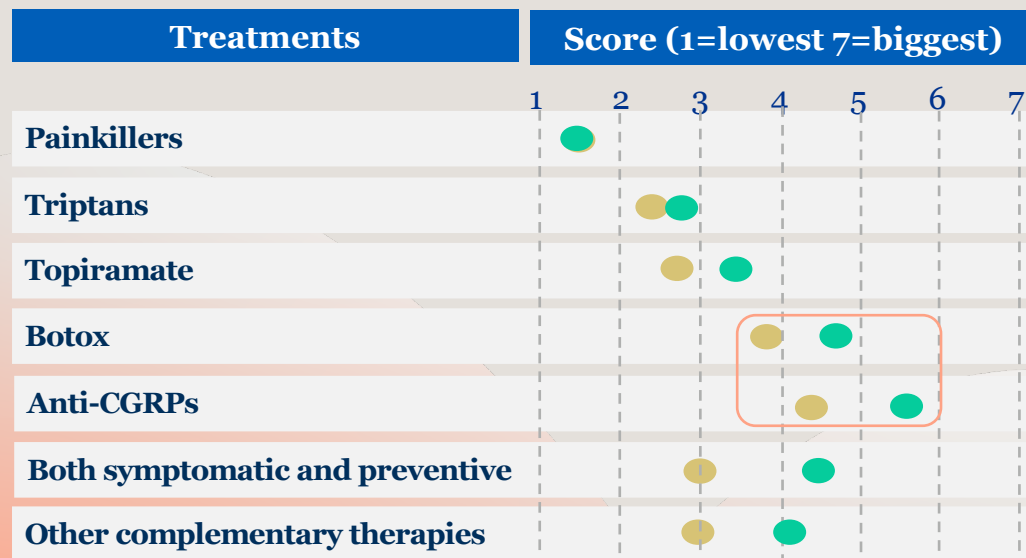 Treatments
Score (1=lowest 7=biggest)
1 2 3 4 5 6 7
Painkillers
Triptans
Topiramate
Botox
Anti-CGRPs
Both symptomatic and preventive
Other complementary therapies